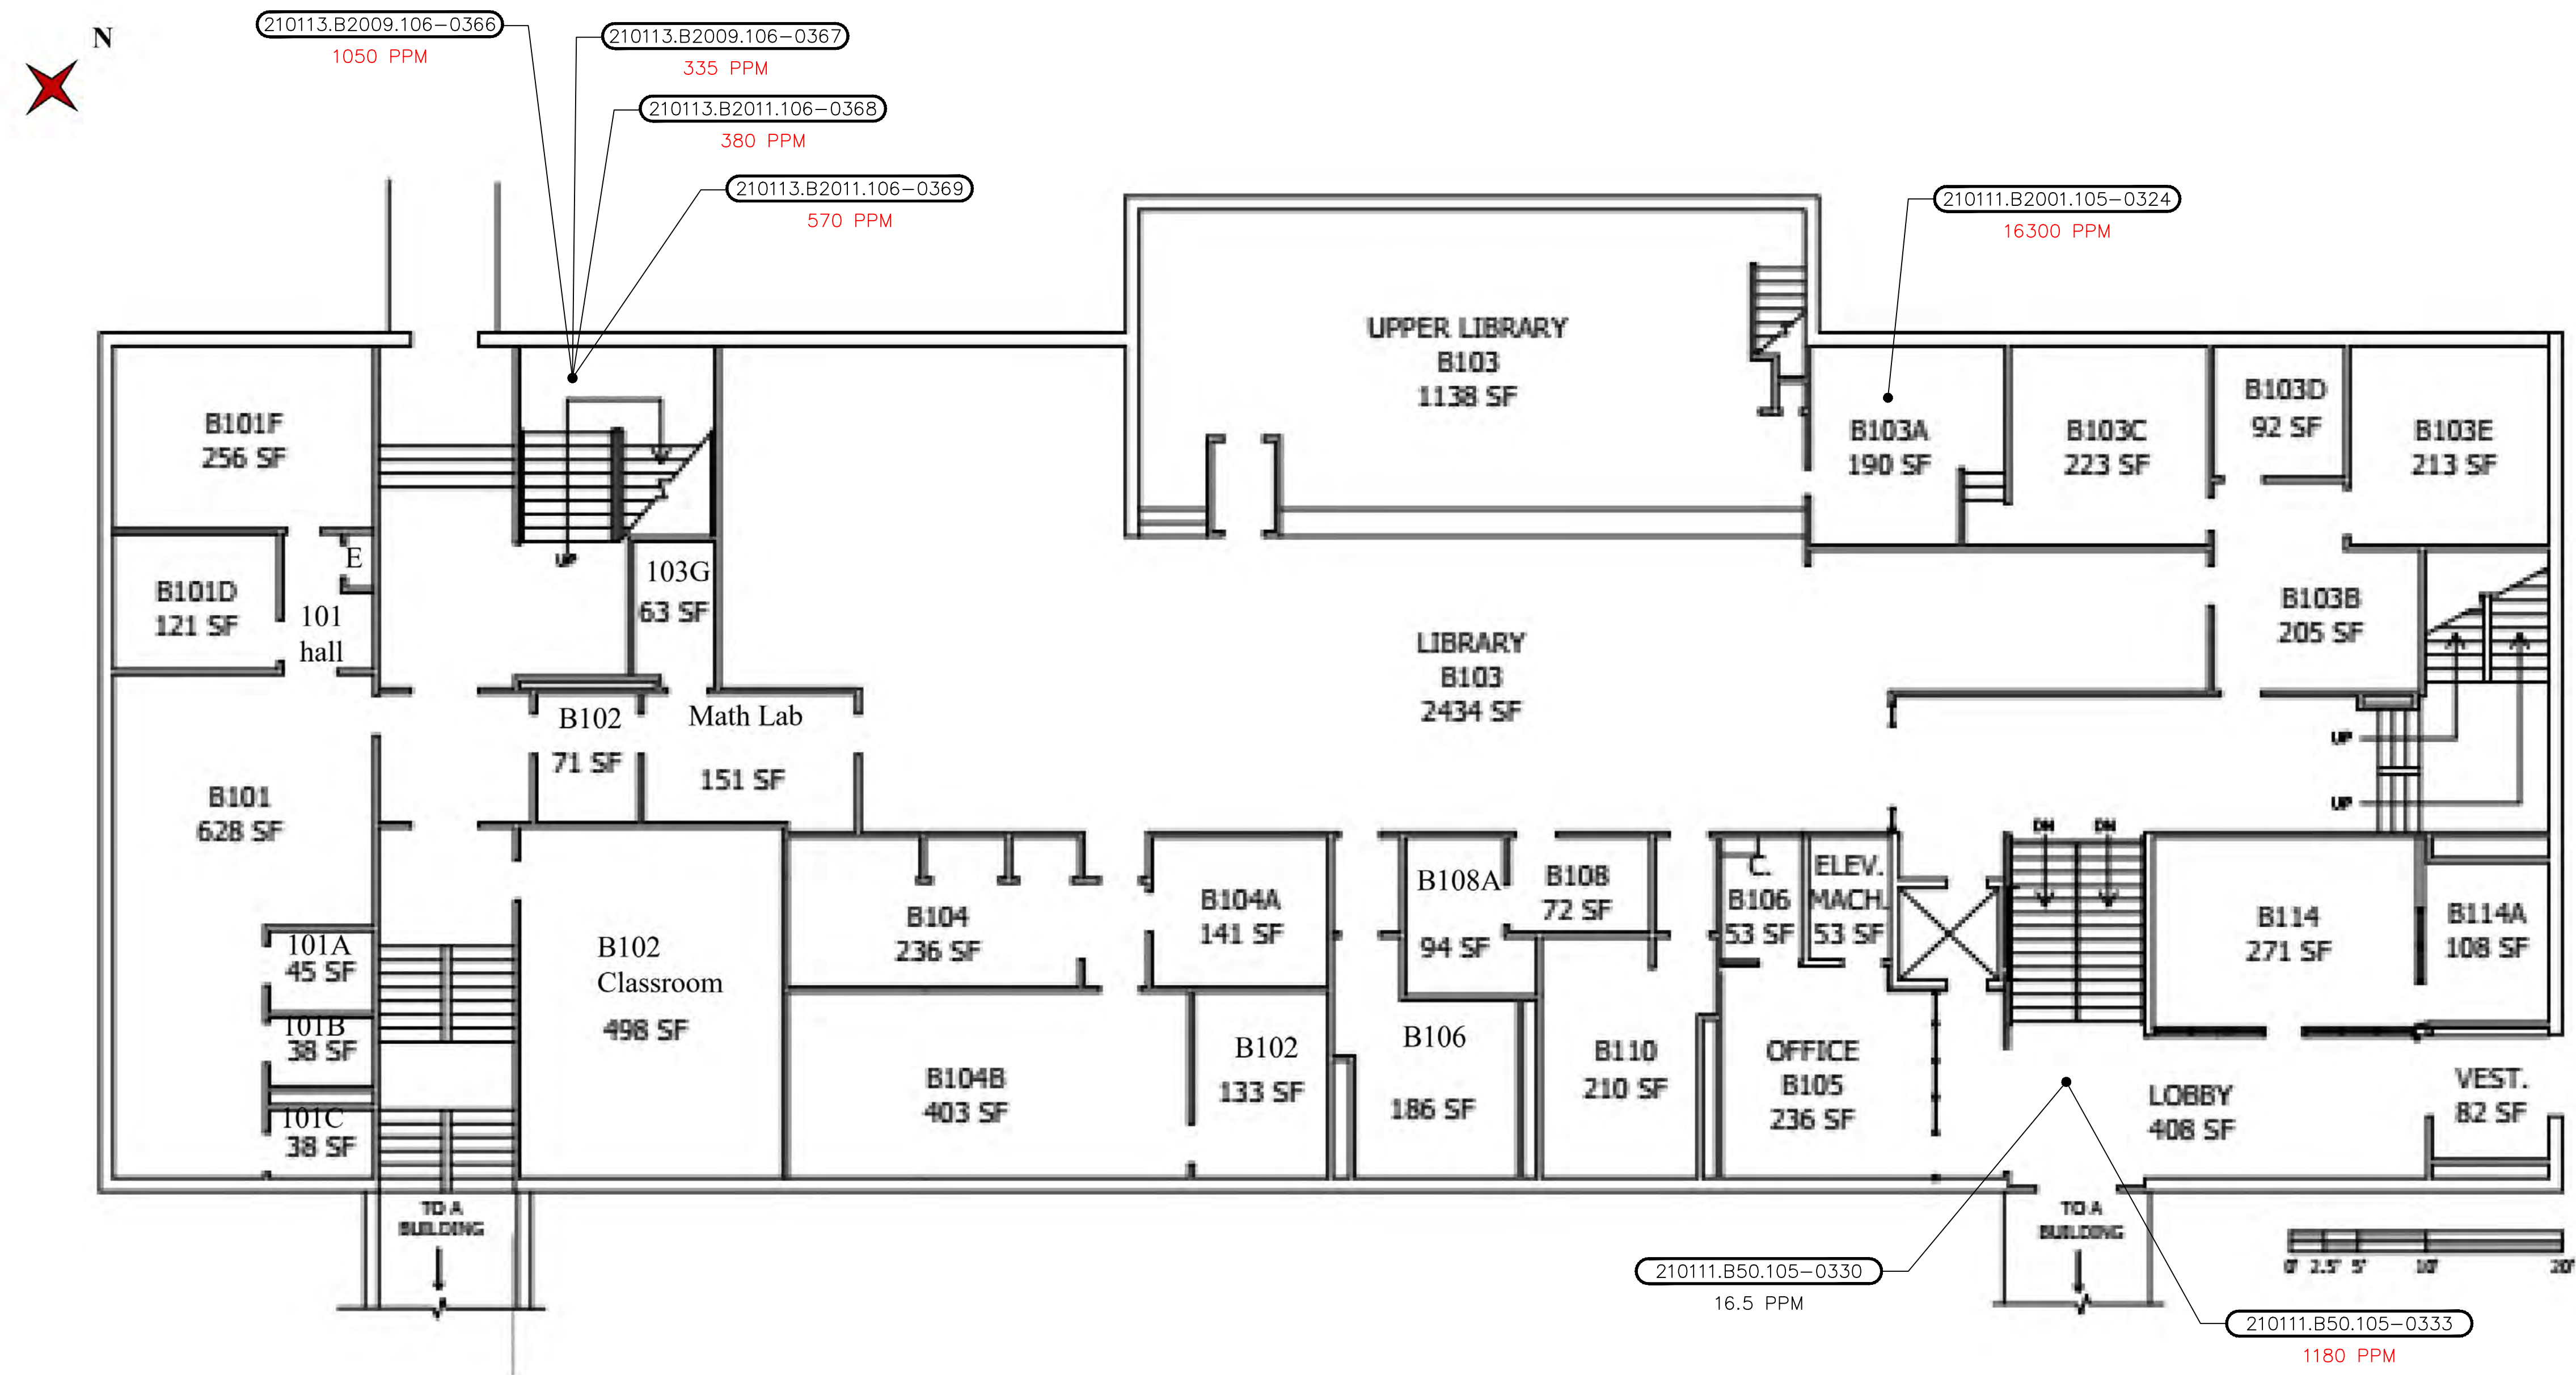 N
210113.B2009.106-0366
1050 PPM
210113.B2009.106-0367
335 PPM
210113.B2011.106-0368
380 PPM
210113.B2011.106-0369
570 PPM
210111.B2001.105-0324
16300 PPM
UPPER LIBRARY
B103
1138 SF
B101F
256 SF
B103A
190 SF
B103C
223 SF
B103D
92 SF
B103E
213 SF
E
UP
B101D
121 SF
101
hall
103G
63 SF
LIBRARY
B103
2434 SF
B103B
205 SF
B102
71 SF
Math Lab
151 SF
UP
UP
B101
628 SF
DN
DN
101A
45 SF
101B
38 SF
101C
38 SF
B102
Classroom
498 SF
B104
236 SF
B104A
141 SF
B108A
94 SF
B108
72 SF
C.
B106
53 SF
ELEV.
MACH.
53 SF
B114
271 SF
B114A
108 SF
B104B
403 SF
B102
133 SF
B106
186 SF
B110
210 SF
OFFICE
B105
236 SF
LOBBY
408 SF
VEST.
82 SF
TO A
BUILDING
TO A
BUILDING
0' 2.5' 5' 10' 20'
210111.B50.105-0330
16.5 PPM
210111.B50.105-0333
1180 PPM